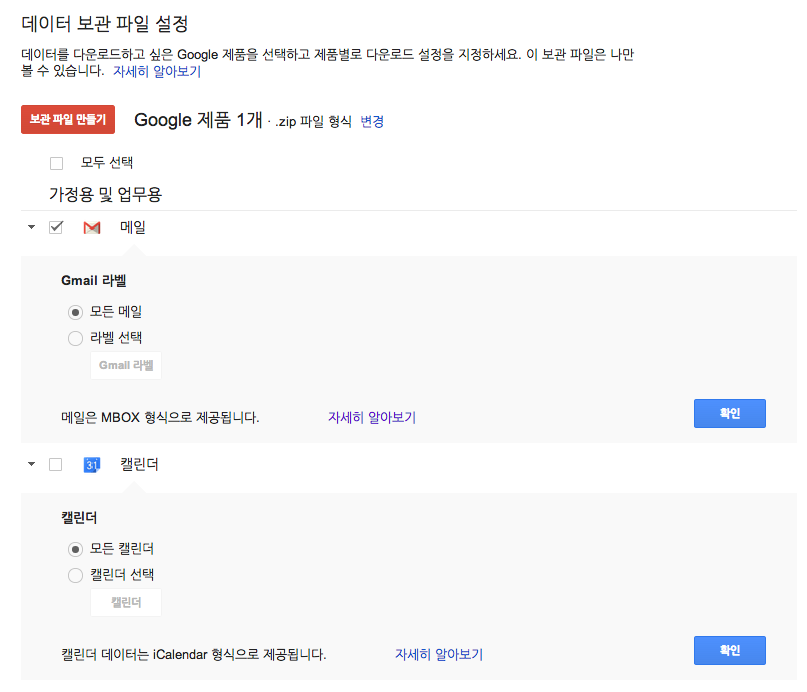 데이터 보관 파일 설정
데이터를 다운로드하고 싶은 Google 제품을 선택하고 제품별로 다운로드 설정을 지정하세요. 이 보관 파일은 나만
볼 수 있습니다. 자세히 알아보기
보관 파일 만들기 Google 제품 1개 · .zip 파일 형식 변경
모두 선택
가정용 및 업무용
메일
Gmail 라벨
모든 메일
라벨 선택
Gmail 라벨
메일은 MBOX 형식으로 제공됩니다. 자세히 알아보기 확인
31 캘린더
캘린더
모든 캘린더
캘린더 선택
캘린더
캘린더 데이터는 iCalendar 형식으로 제공됩니다. 자세히 알아보기 확인